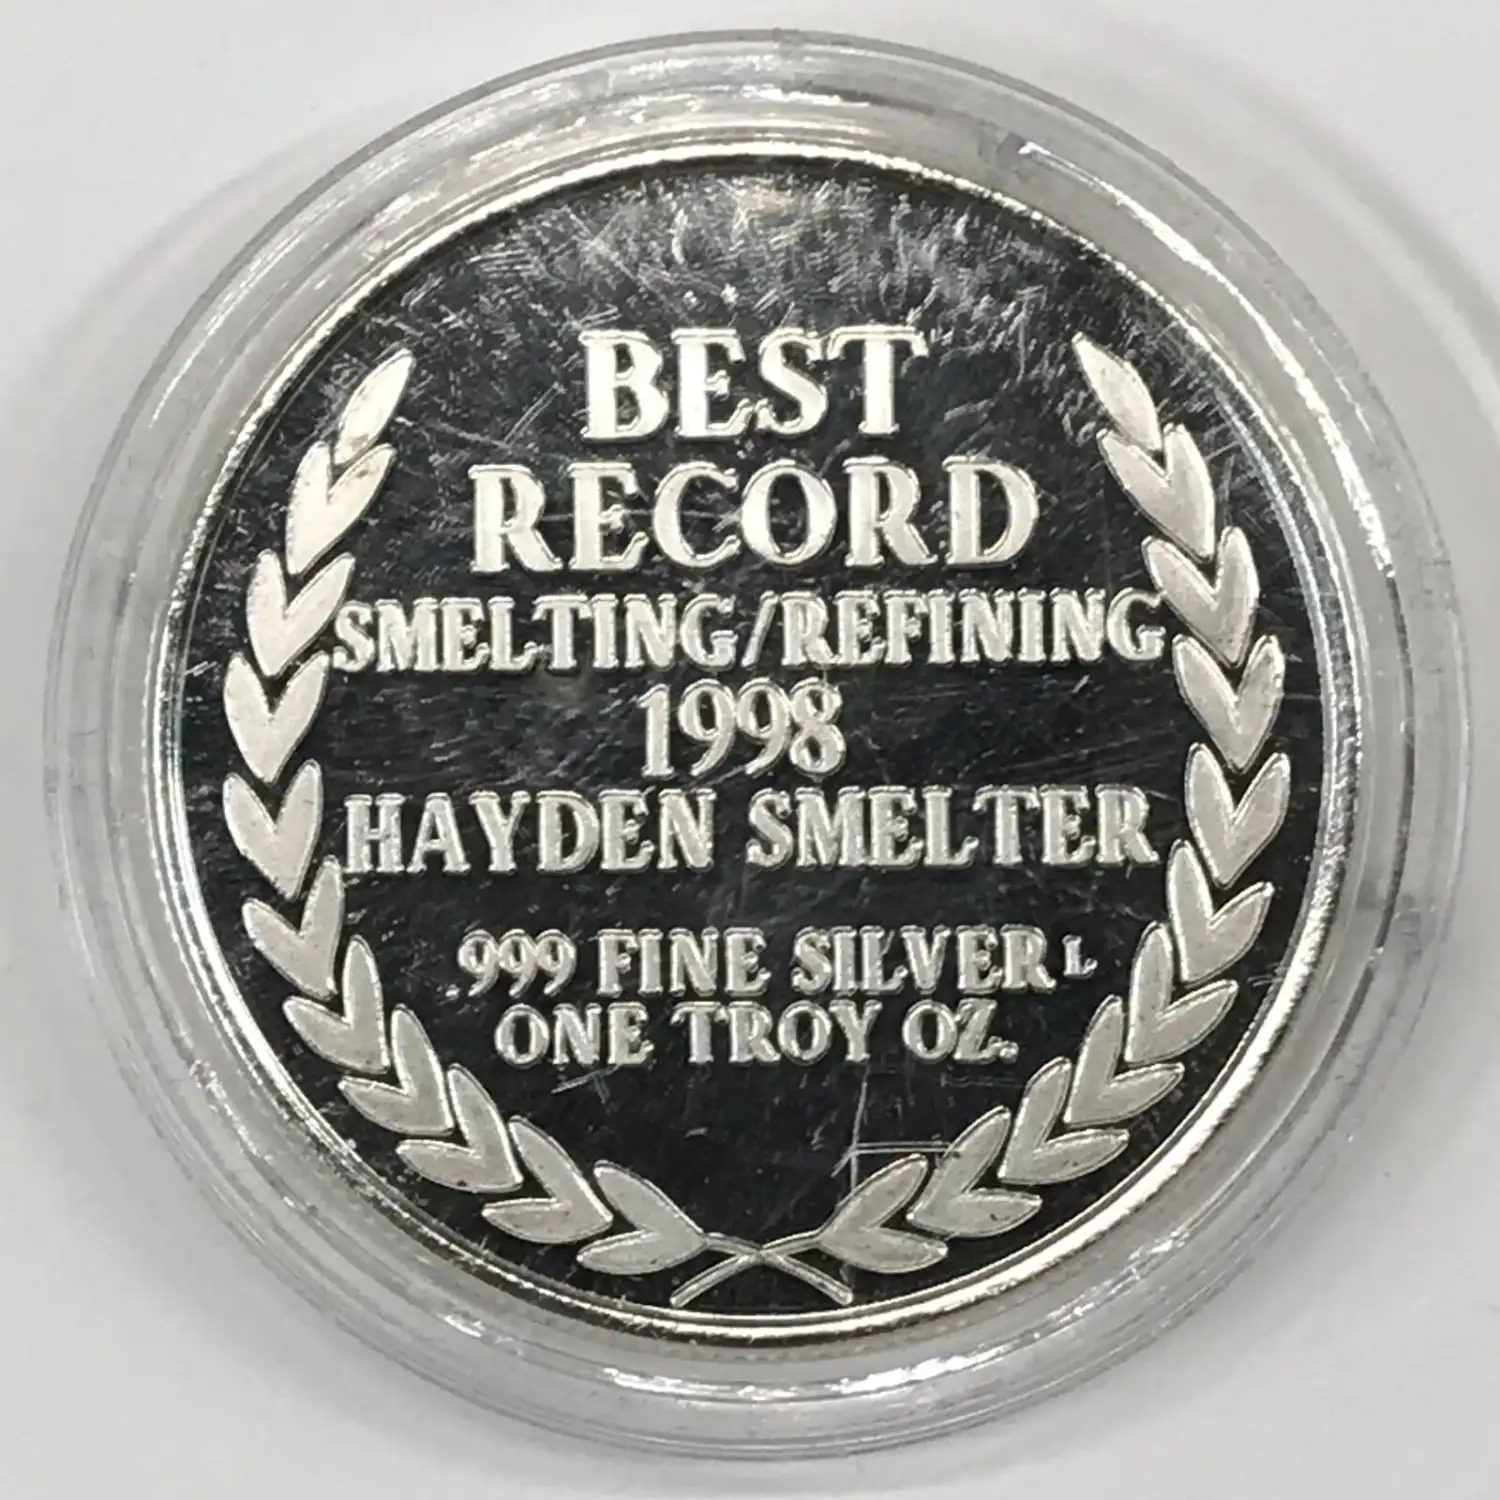 BEST
RECORD
SMELTING/REFINING
1998
HAYDEN SMELTER
.999 FINE SILVER L
ONE TROY OZ.